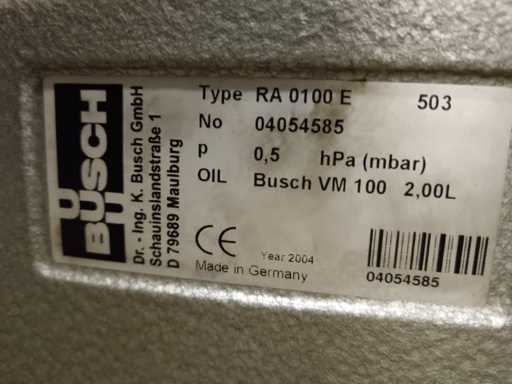 BUSCH
Dr. - Ing. K. Busch GmbH
Schauinslandstraße 1
D 79689 Maulburg
Type RA 0100 E 503
No 04054585
p 0,5 hPa (mbar)
OIL Busch VM 100 2,00L
CE Year 2004
Made in Germany
04054585